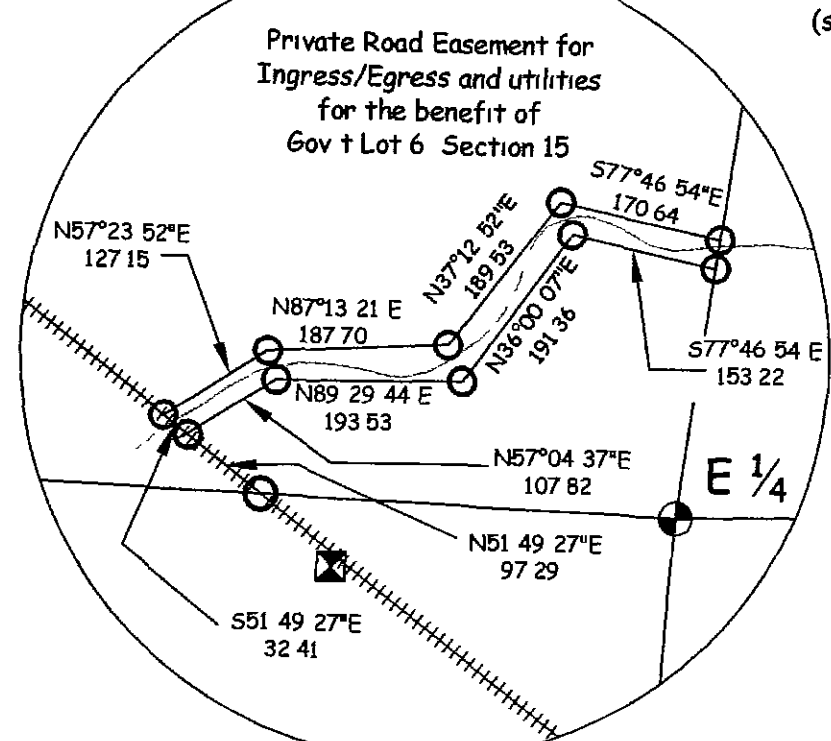 (s
Private Road Easement for
Ingress/Egress and utilities
for the benefit of
Gov t Lot 6 Section 15
S77°46 54"E
170 64
N57°23 52"E
127 15
N37°12 52"E
189 53
N87°13 21 E
187 70
N36°00 07"E
191 36
S77°46 54 E
153 22
N89 29 44 E
193 53
N57°04 37"E
107 82
E 1/4
N51 49 27"E
97 29
S51 49 27"E
32 41